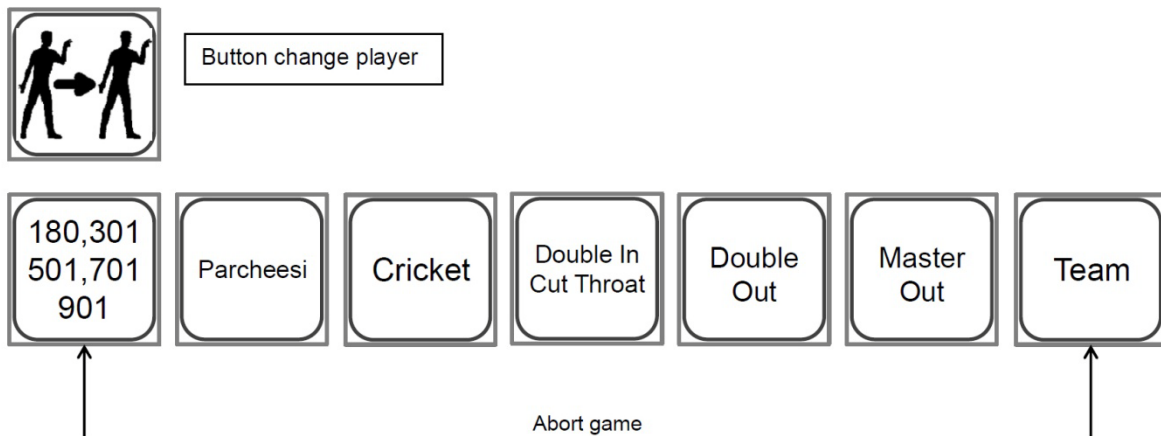 Button change player
180,301
501,701
901
Parcheesi
Cricket
Double In
Cut Throat
Double
Out
Master
Out
Team
Abort game